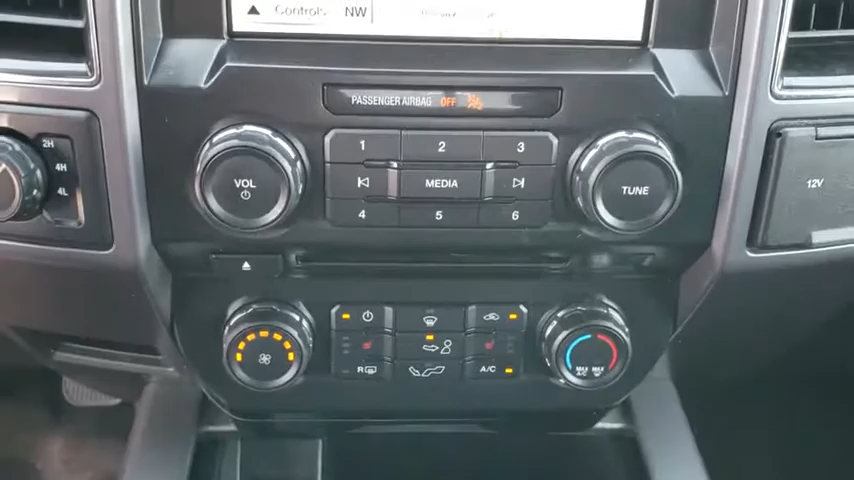 Controls NW
PASSENGER AIRBAG OFF
2H
4H
4L
1 2 3
VOL
MEDIA
TUNE
12V
4 5 6
R
A/C
MAX A/C
MAX